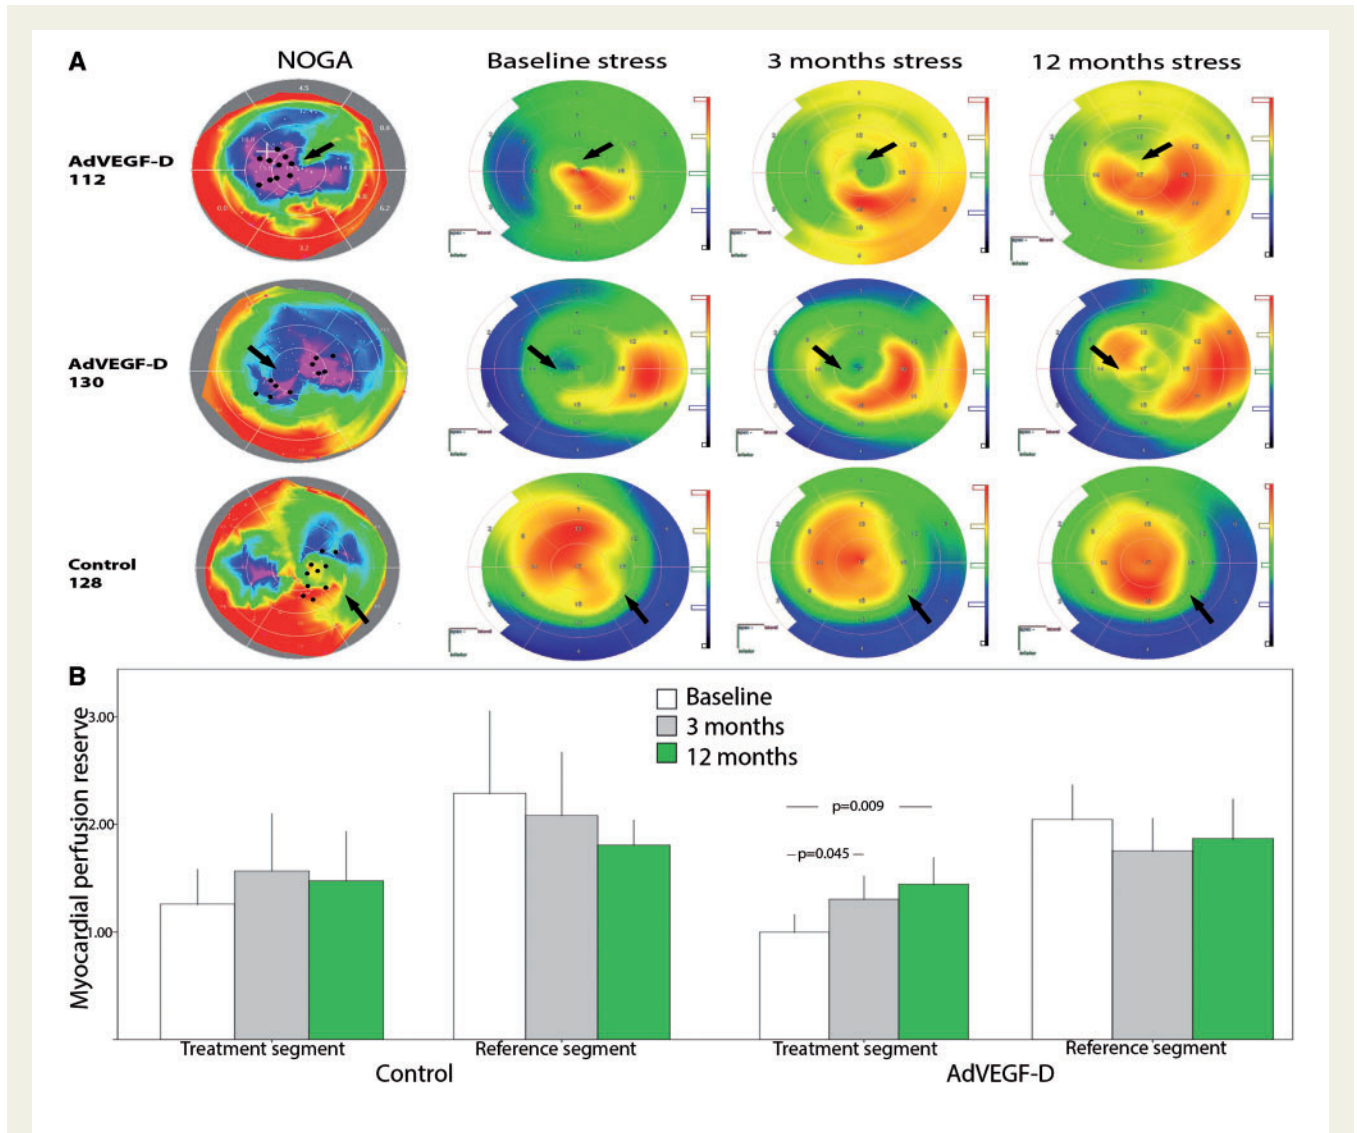 A
NOGA
Baseline stress
3 months stress
12 months stress
AdVEGF-D
112
AdVEGF-D
130
Control
128
B
Myocardial perfusion reserve
3.00
2.00
1.00
Baseline
3 months
12 months
p=0.009
p=0.045
Treatment segment
Reference segment
Treatment segment
Reference segment
Control
AdVEGF-D